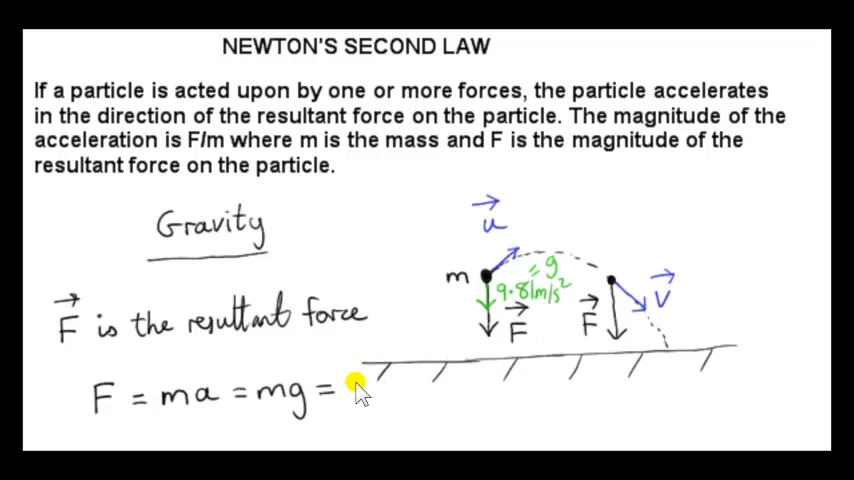 NEWTON'S SECOND LAW
If a particle is acted upon by one or more forces, the particle accelerates
in the direction of the resultant force on the particle. The magnitude of the
acceleration is F/m where m is the mass and F is the magnitude of the
resultant force on the particle.
Gravity
u
m
= g
9.81m/s²
F
F
V
F is the resultant force
F = ma = mg =